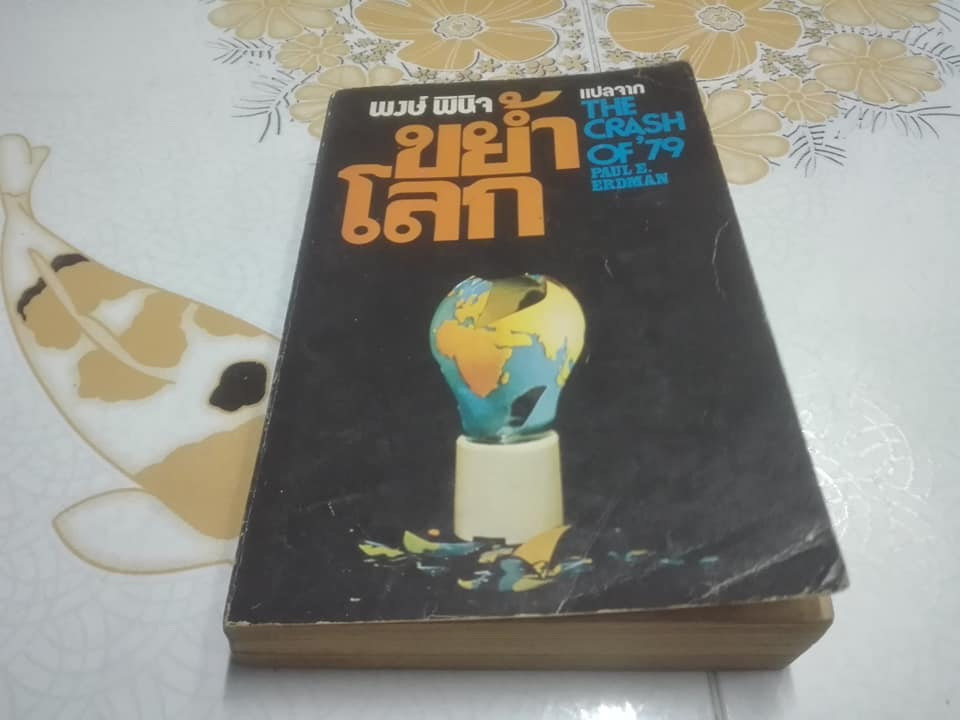 พงษ์ พินิจ
ขย้ำ
โลก
แปลจาก
THE
CRASH
OF '79
PAUL E.
ERDMAN